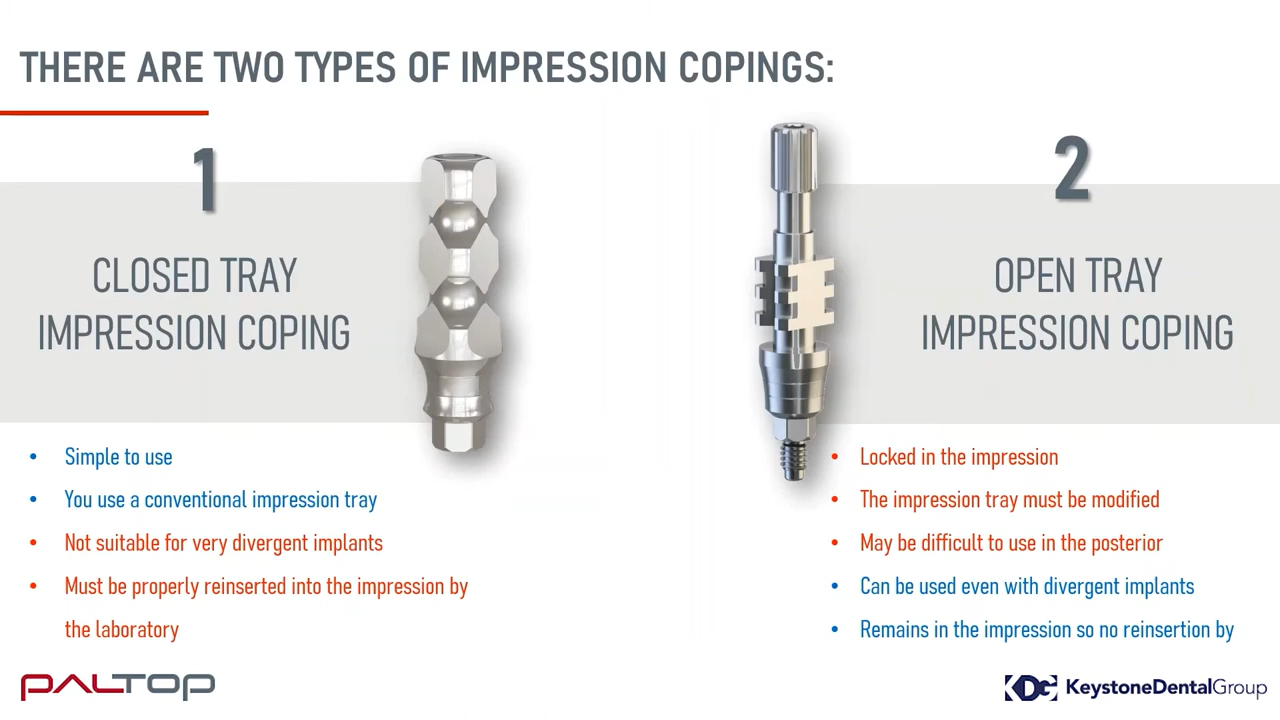 THERE ARE TWO TYPES OF IMPRESSION COPINGS:
1
CLOSED TRAY
IMPRESSION COPING
• Simple to use
• You use a conventional impression tray
• Not suitable for very divergent implants
• Must be properly reinserted into the impression by
the laboratory
2
OPEN TRAY
IMPRESSION COPING
• Locked in the impression
• The impression tray must be modified
• May be difficult to use in the posterior
• Can be used even with divergent implants
• Remains in the impression so no reinsertion by
PALTOP
KDG KeystoneDentalGroup